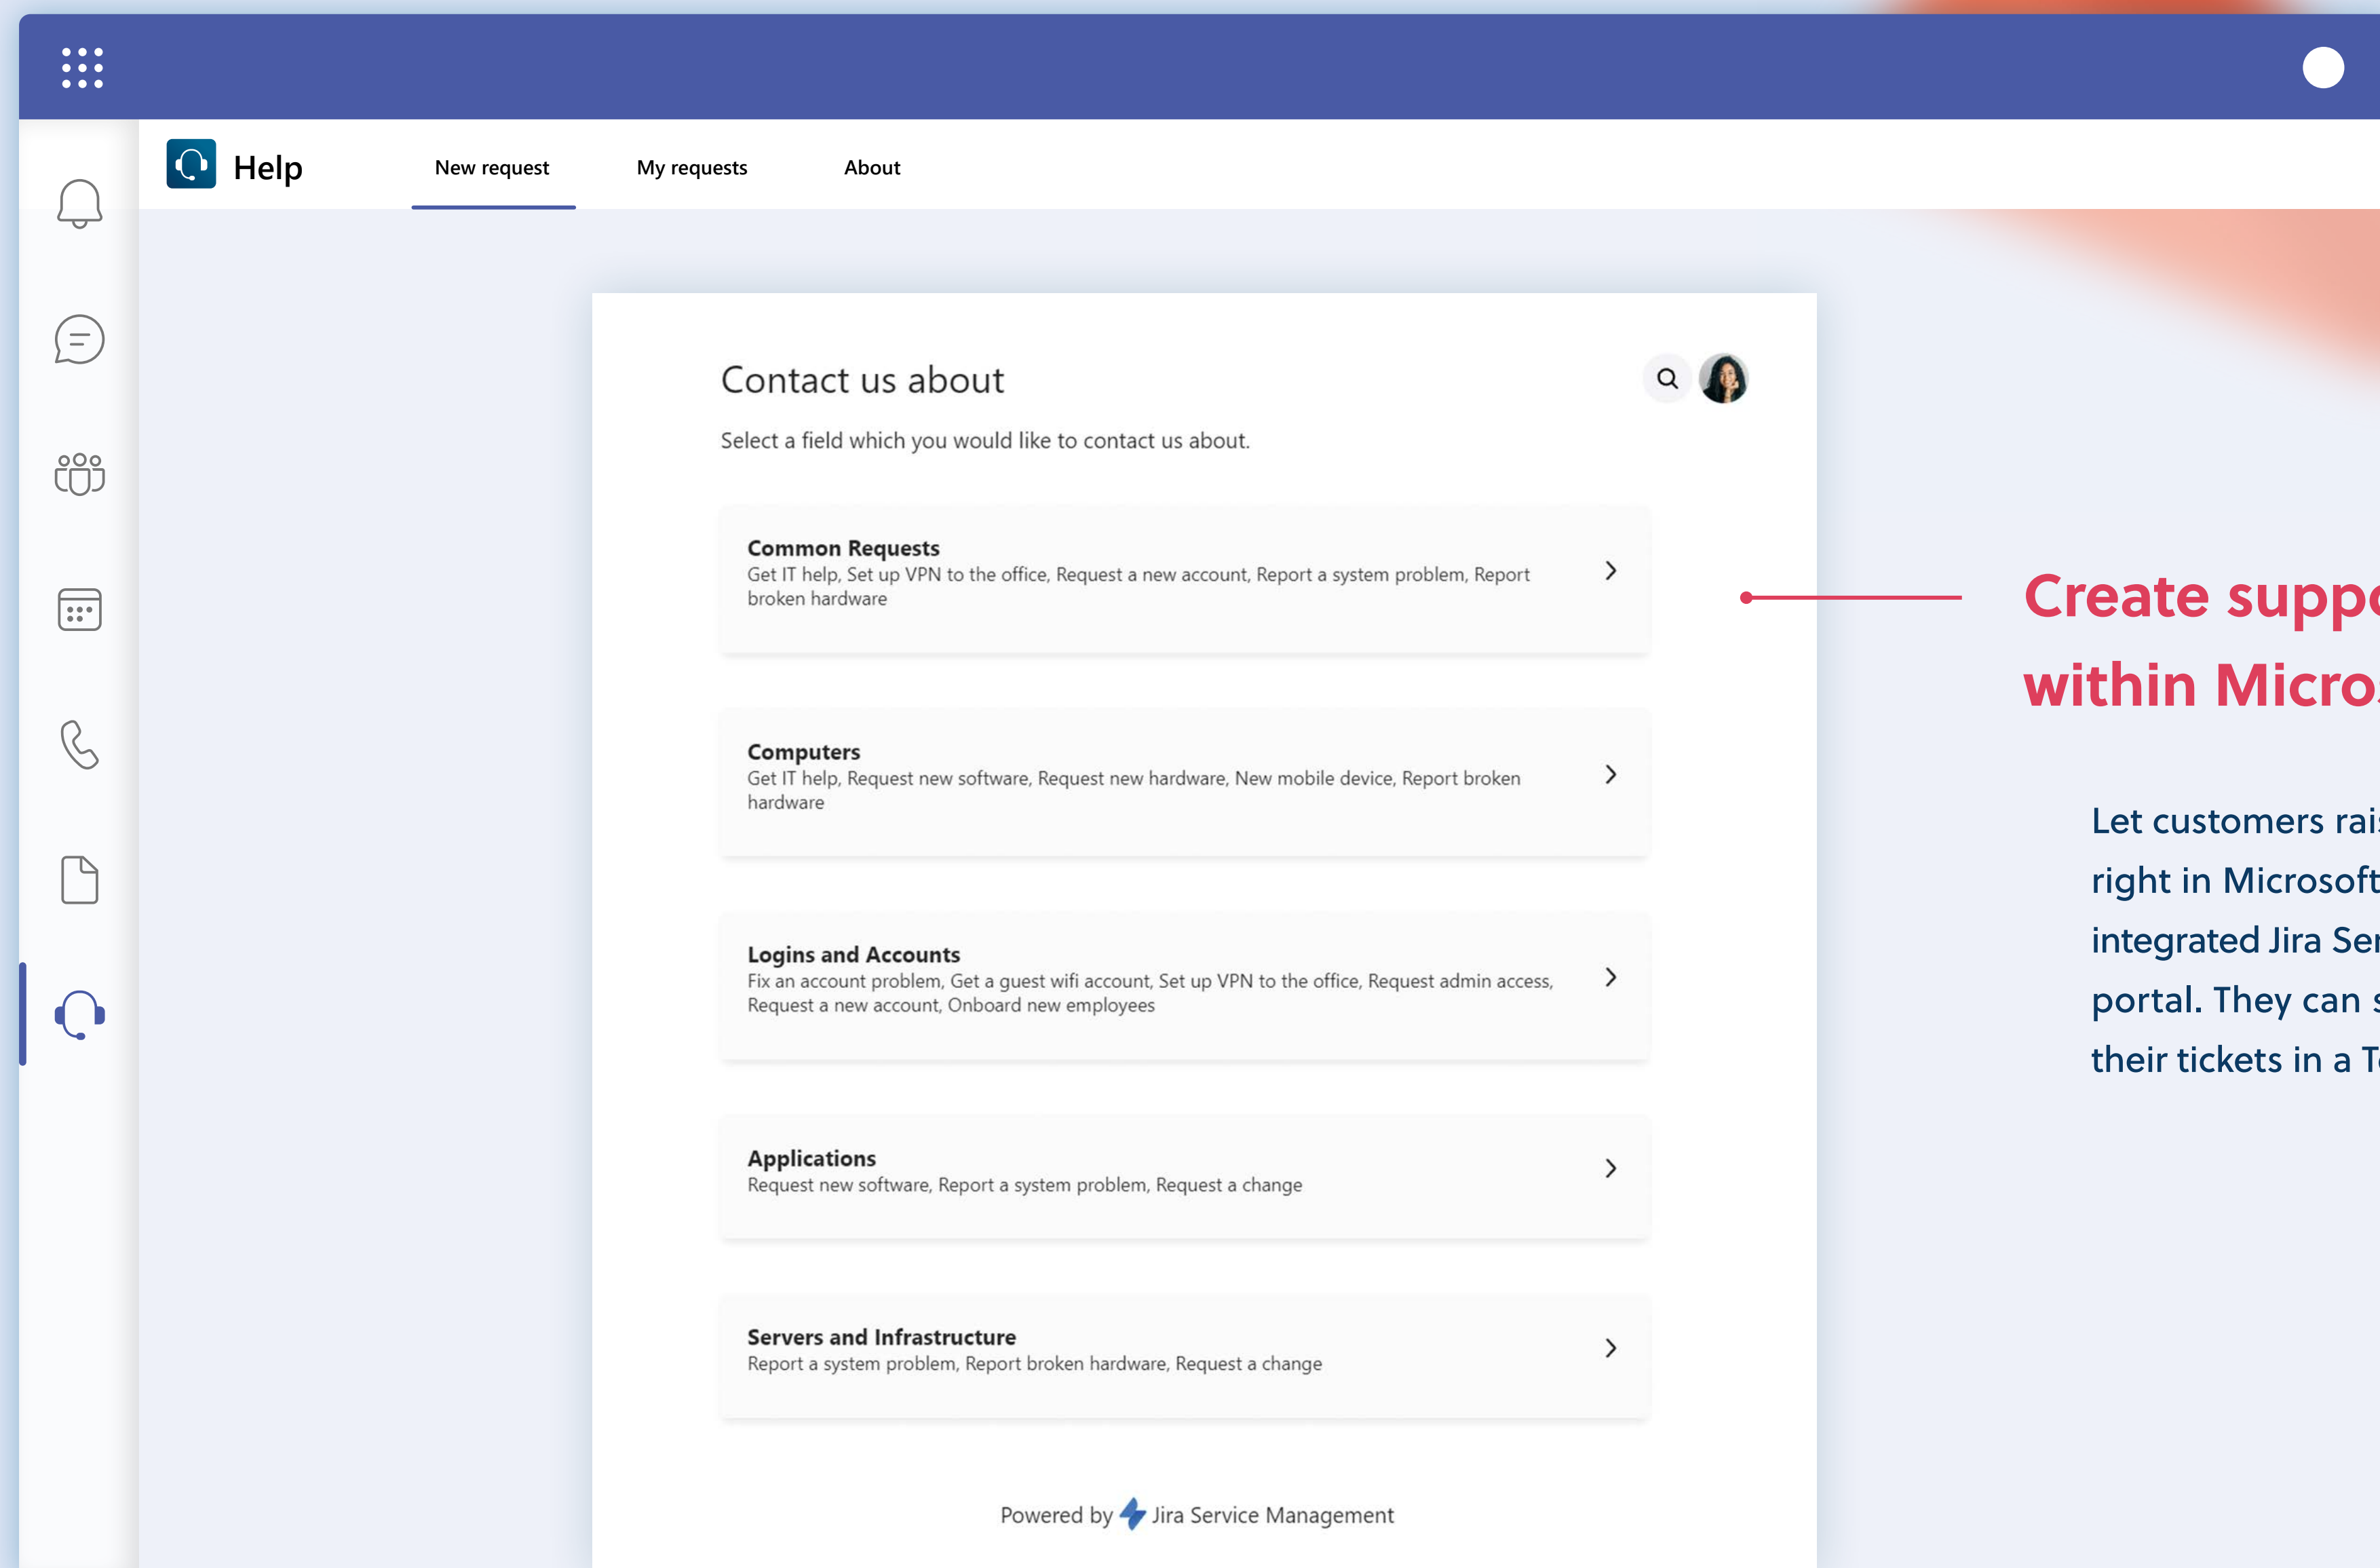 Help
New request
My requests
About
Contact us about
Select a field which you would like to contact us about.
Common Requests
Get IT help, Set up VPN to the office, Request a new account, Report a system problem, Report
broken hardware
Computers
Get IT help, Request new software, Request new hardware, New mobile device, Report broken
hardware
Logins and Accounts
Fix an account problem, Get a guest wifi account, Set up VPN to the office, Request admin access,
Request a new account, Onboard new employees
Applications
Request new software, Report a system problem, Request a change
Servers and Infrastructure
Report a system problem, Report broken hardware, Request a change
Powered by Jira Service Management
Create
within
Let customers
right in Microsoft
integrated Jira
portal. They can
their tickets in a